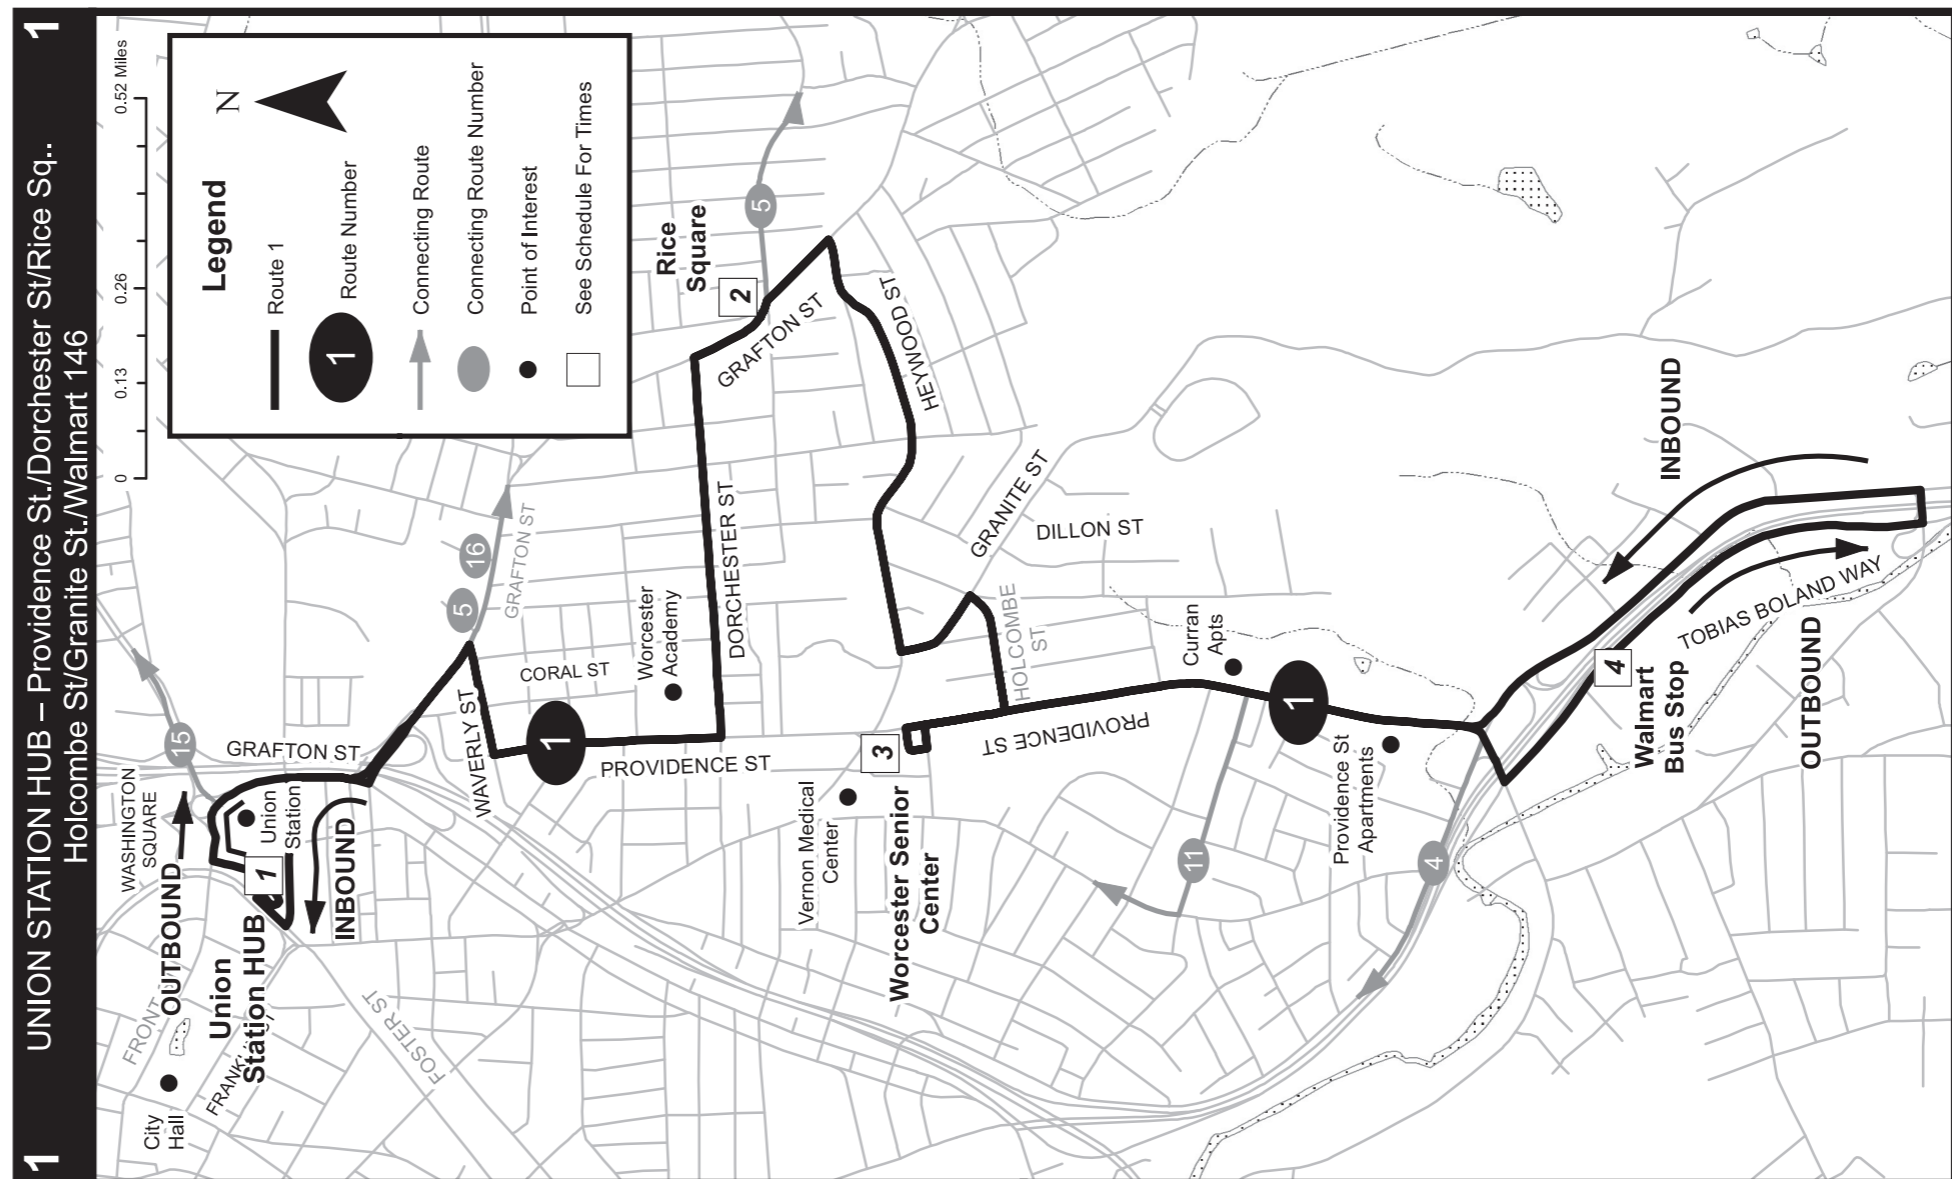 1 UNION STATION HUB – Providence St./Dorchester St/Rice Sq.. 1
Holcombe St/Granite St./Walmart 146
0 0.13 0.26 0.52 Miles
Legend
N
Route 1
1 Route Number
Connecting Route
Connecting Route Number
Point of Interest
See Schedule For Times
City
Hall
FRONT
FRANK
OUTBOUND
WASHINGTON
SQUARE
15
Union
Station HUB
1
Union
Station
INBOUND
GRAFTON ST
FOSTER ST
WAVERLY ST
5
16
GRAFTON ST
CORAL ST
1
PROVIDENCE ST
Worcester
Academy
DORCHESTER ST
Rice
Square
2
5
GRAFTON ST
HEYWOOD ST
Vernon Medical
Center
3
Worcester Senior
Center
GRANITE ST
DILLON ST
HOLCOMBE
ST
PROVIDENCE ST
11
Curran
Apts
1
Providence St
Apartments
4
INBOUND
4
Walmart
Bus Stop
TOBIAS BOLAND WAY
OUTBOUND